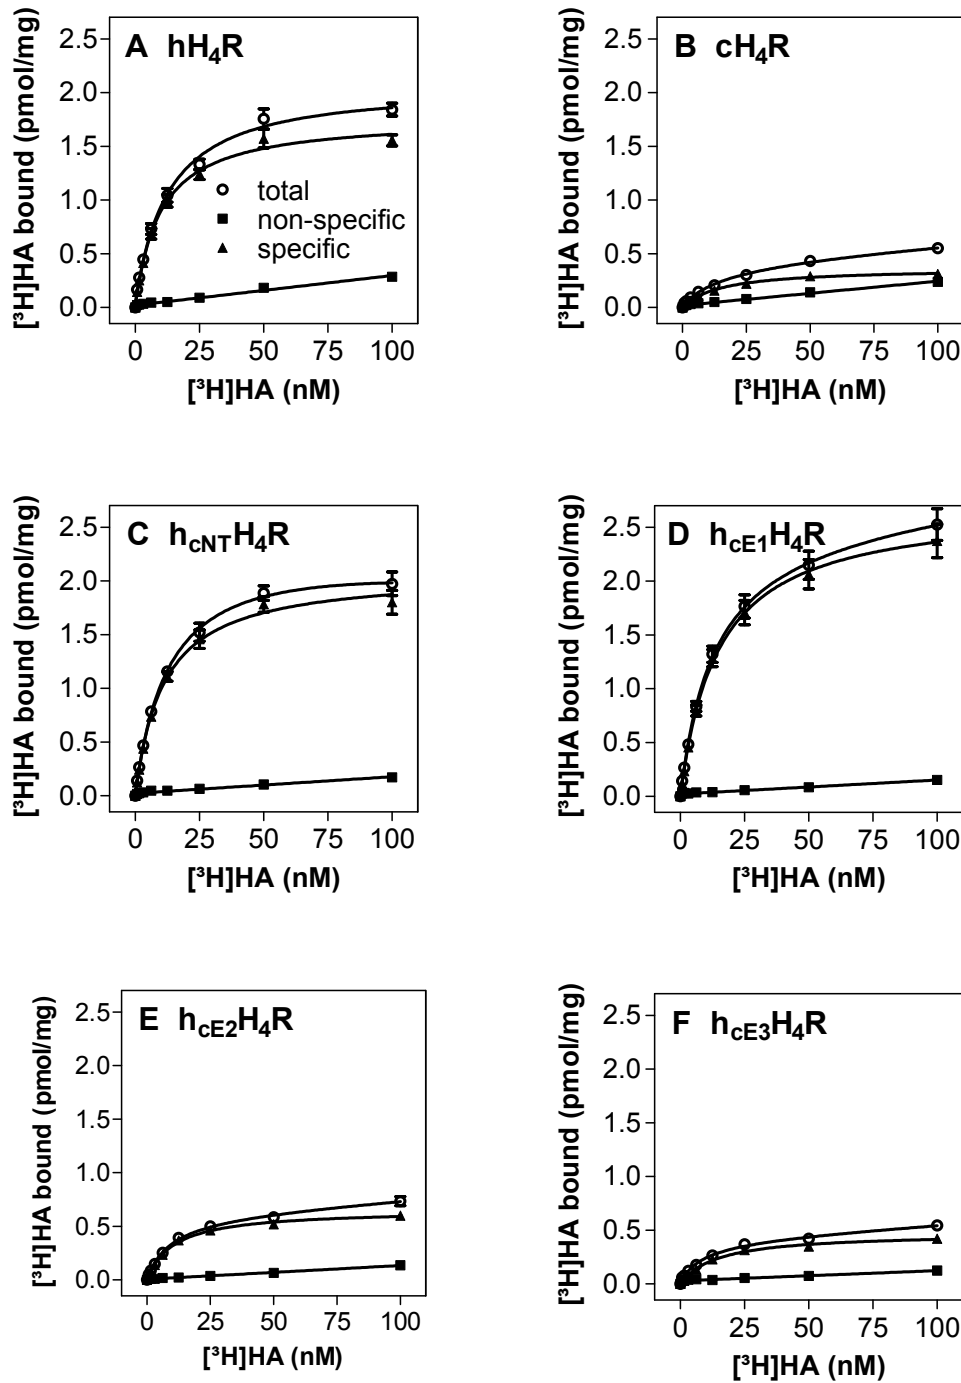 A hH₄R
[³H]HA bound (pmol/mg)
2.5
2.0
1.5
1.0
0.5
0.0
total
non-specific
specific
0 25 50 75 100
[³H]HA (nM)
B cH₄R
[³H]HA bound (pmol/mg)
2.5
2.0
1.5
1.0
0.5
0.0
0 25 50 75 100
[³H]HA (nM)
C h_cNTH₄R
[³H]HA bound (pmol/mg)
2.5
2.0
1.5
1.0
0.5
0.0
0 25 50 75 100
[³H]HA (nM)
D h_cE1H₄R
[³H]HA bound (pmol/mg)
2.5
2.0
1.5
1.0
0.5
0.0
0 25 50 75 100
[³H]HA (nM)
E h_cE2H₄R
[³H]HA bound (pmol/mg)
2.5
2.0
1.5
1.0
0.5
0.0
0 25 50 75 100
[³H]HA (nM)
F h_cE3H₄R
[³H]HA bound (pmol/mg)
2.5
2.0
1.5
1.0
0.5
0.0
0 25 50 75 100
[³H]HA (nM)